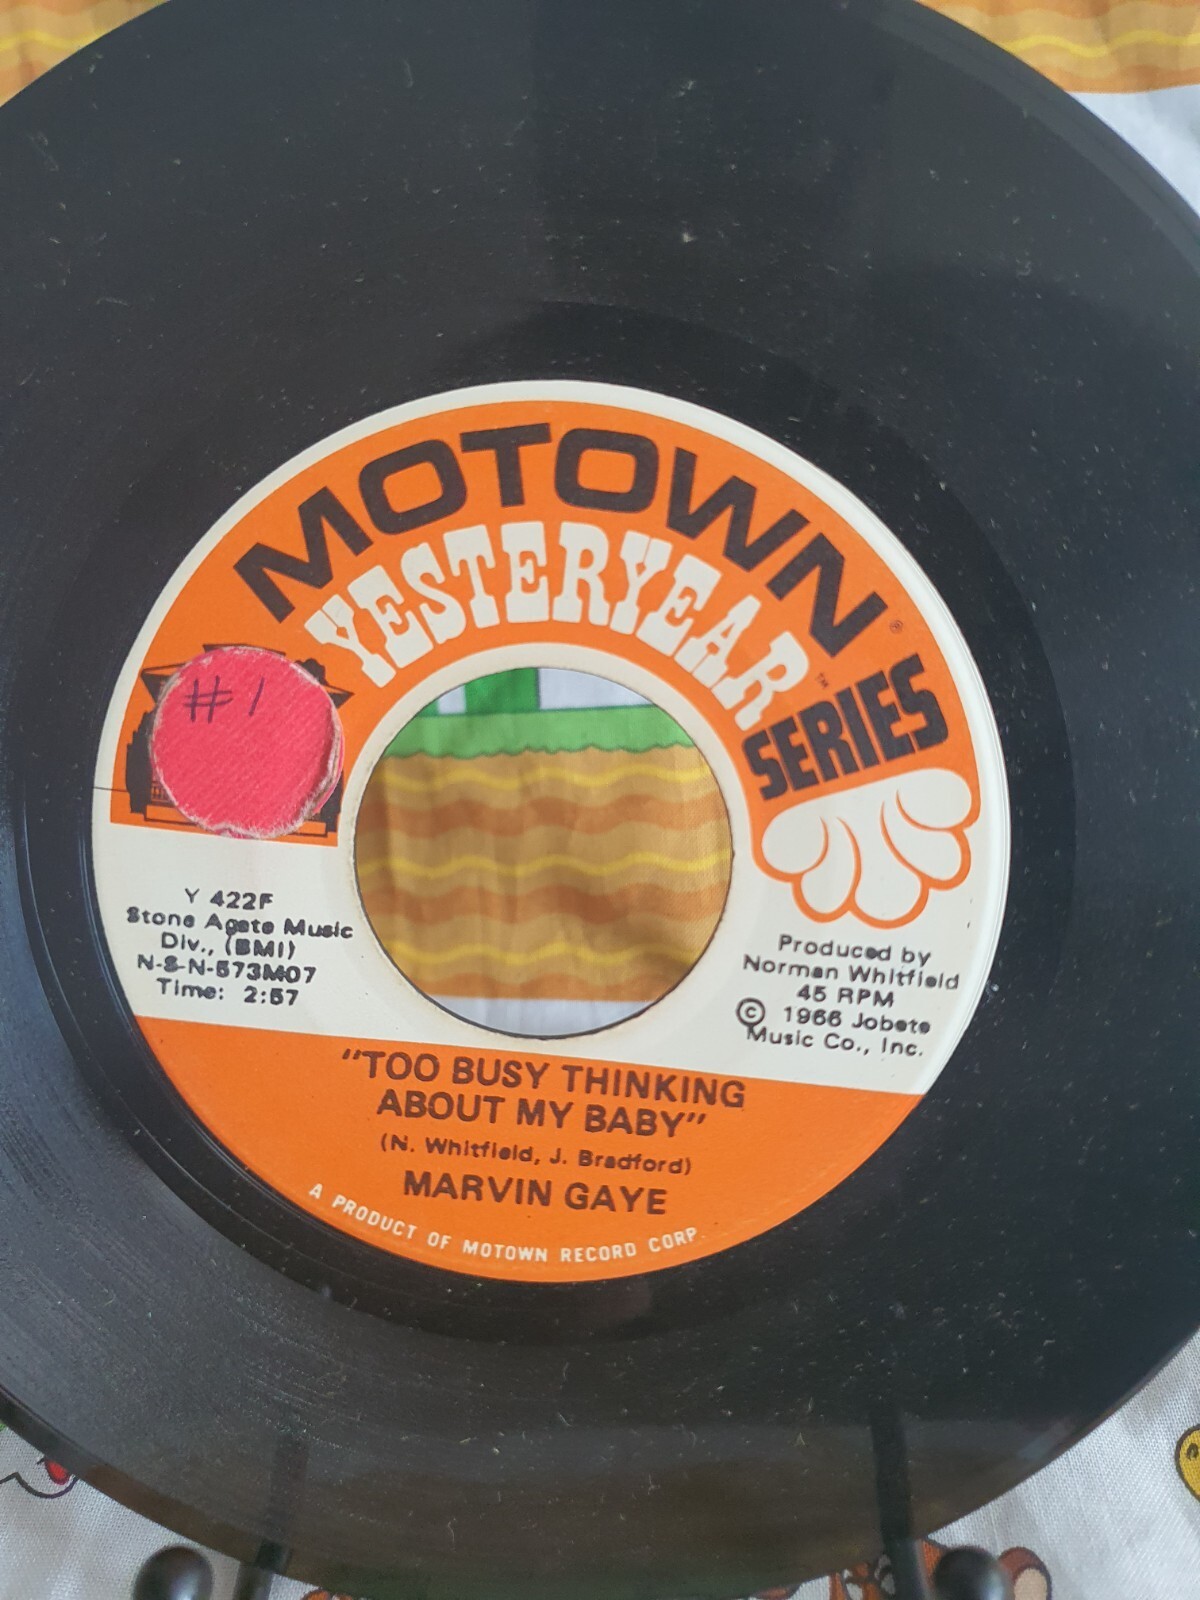 MOTOWN®
YESTERYEAR™
SERIES
#1
Y 422F
Stone Agate Music
Div., (BMI)
N-S-N-573M07
Time: 2:57
Produced by
Norman Whitfield
45 RPM
© 1966 Jobete
Music Co., Inc.
"TOO BUSY THINKING
ABOUT MY BABY"
(N. Whitfield, J. Bradford)
MARVIN GAYE
A PRODUCT OF MOTOWN RECORD CORP.